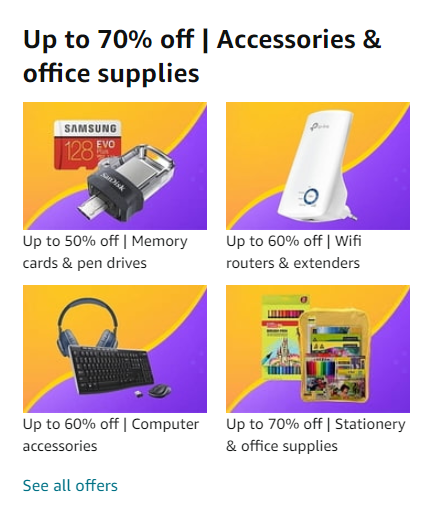 Up to 70% off | Accessories &
office supplies
SAMSUNG
128 EVO
Plus
SanDisk
tp-link
Up to 50% off | Memory
cards & pen drives
Up to 60% off | Wifi
routers & extenders
BRUSH PEN
Up to 60% off | Computer
accessories
Up to 70% off | Stationery
& office supplies
See all offers